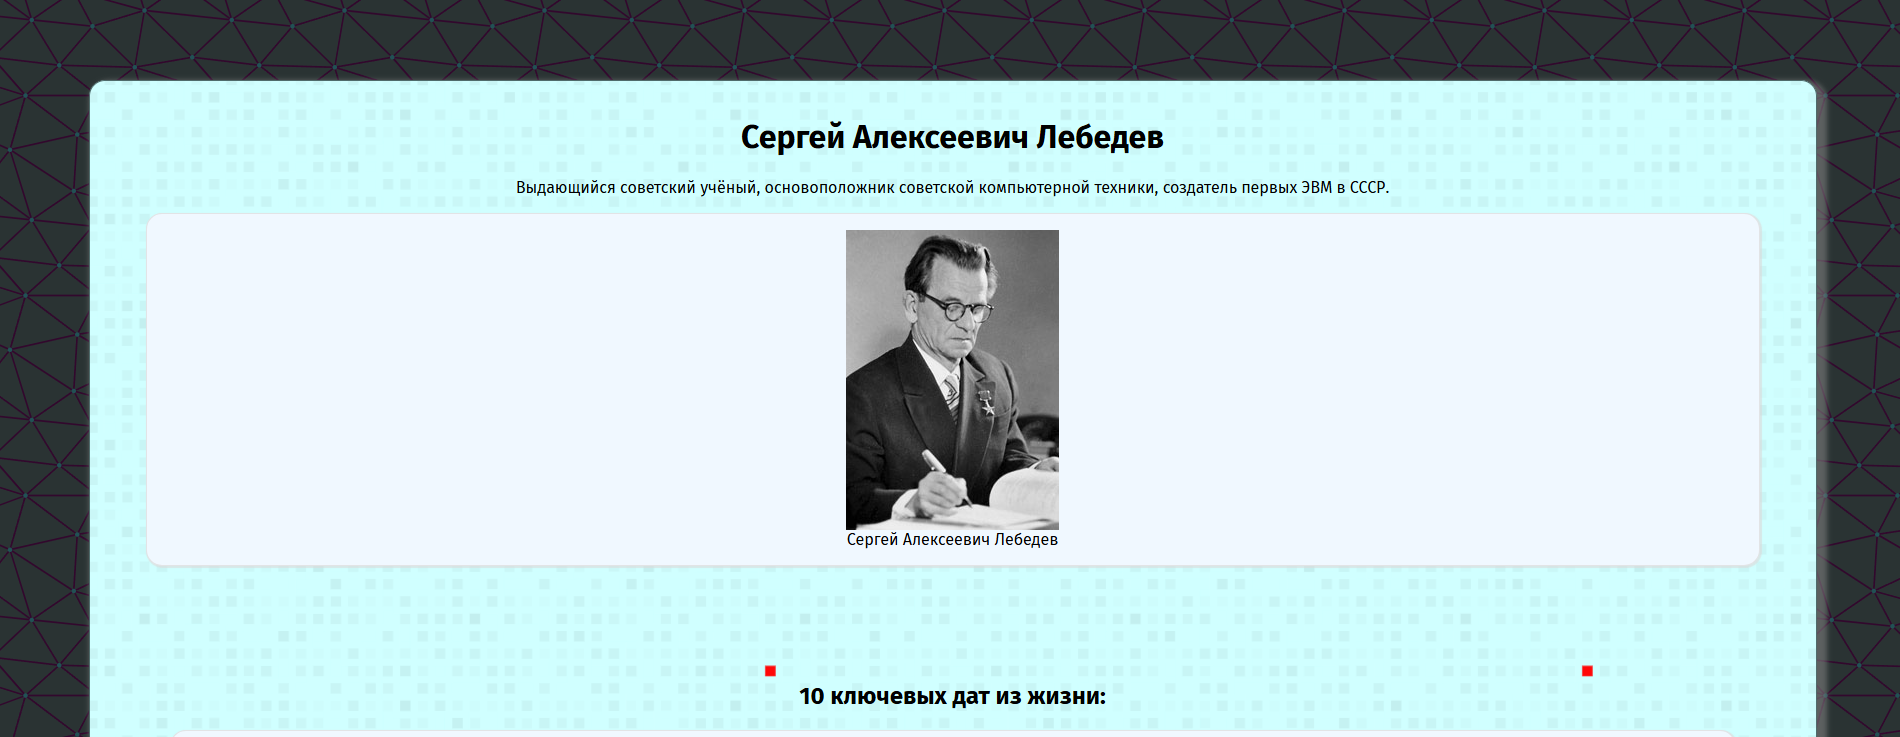 Сергей Алексеевич Лебедев
Выдающийся советский учёный, основоположник советской компьютерной техники, создатель первых ЭВМ в СССР.
Сергей Алексеевич Лебедев
10 ключевых дат из жизни: